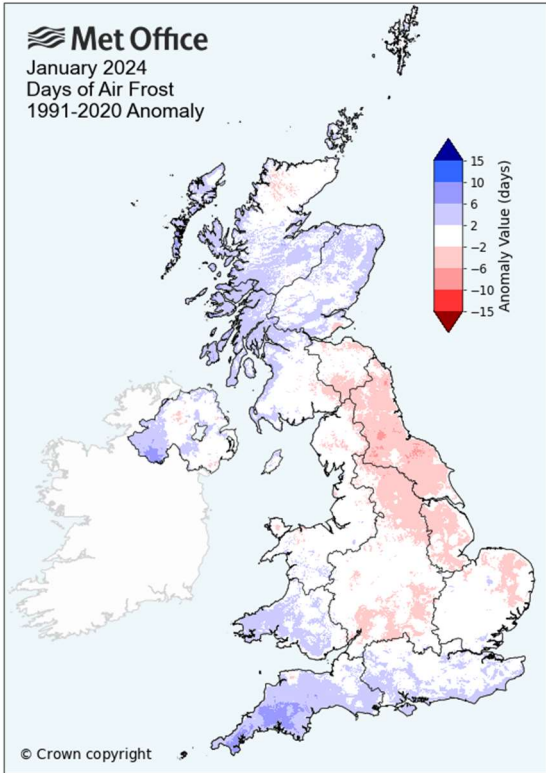 Met Office
January 2024
Days of Air Frost
1991-2020 Anomaly
15
10
6
2
−2
−6
−10
−15
Anomaly Value (days)
© Crown copyright